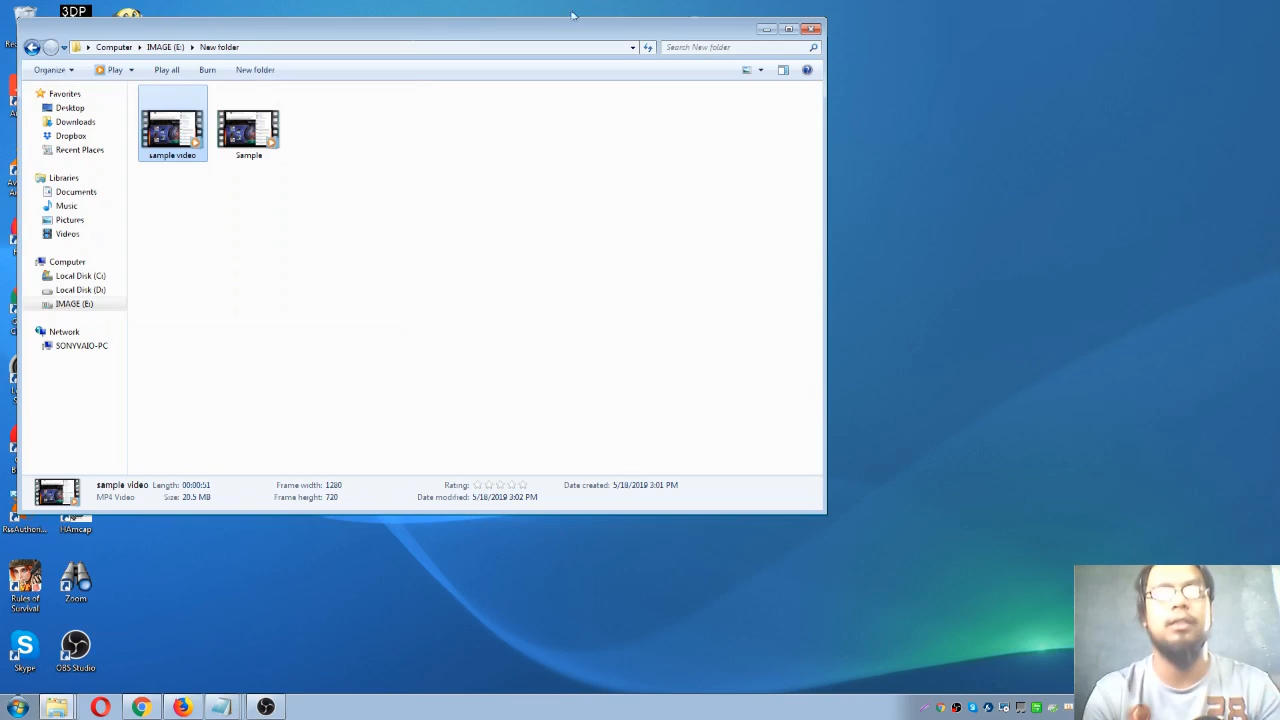 3DP
Computer
IMAGE (E:)
New folder
Search New folder
Organize
Play
Play all
Burn
New folder
Favorites
Desktop
Downloads
Dropbox
Recent Places
Libraries
Documents
Music
Pictures
Videos
Computer
Local Disk (C:)
Local Disk (D:)
IMAGE (E:)
Network
SONYVAIO-PC
sample video
Sample
sample video Length: 00:00:51 Frame width: 1280 Rating: Date created: 5/18/2019 3:01 PM
MP4 Video Size: 20.5 MB Frame height: 720 Date modified: 5/18/2019 3:02 PM
RssAuthon...
HAmcap
Rules of
Survival
Zoom
Skype
OBS Studio
28